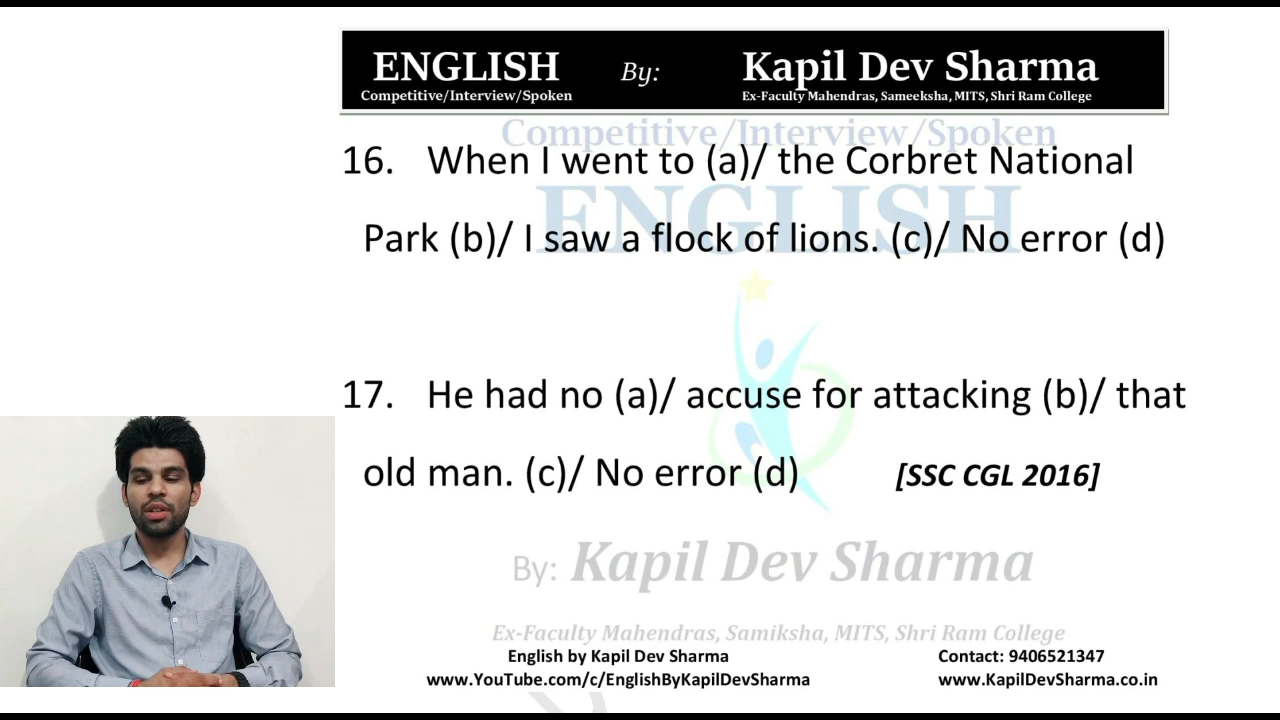 ENGLISH By: Kapil Dev Sharma
Competitive/Interview/Spoken Ex-Faculty Mahendras, Sameeksha, MITS, Shri Ram College
Competitive/Interview/Spoken
16. When I went to (a)/ the Corbret National
ENGLISH
Park (b)/ I saw a flock of lions. (c)/ No error (d)
17. He had no (a)/ accuse for attacking (b)/ that
old man. (c)/ No error (d) [SSC CGL 2016]
By: Kapil Dev Sharma
Ex-Faculty Mahendras, Samiksha, MITS, Shri Ram College
English by Kapil Dev Sharma Contact: 9406521347
www.YouTube.com/c/EnglishByKapilDevSharma www.KapilDevSharma.co.in